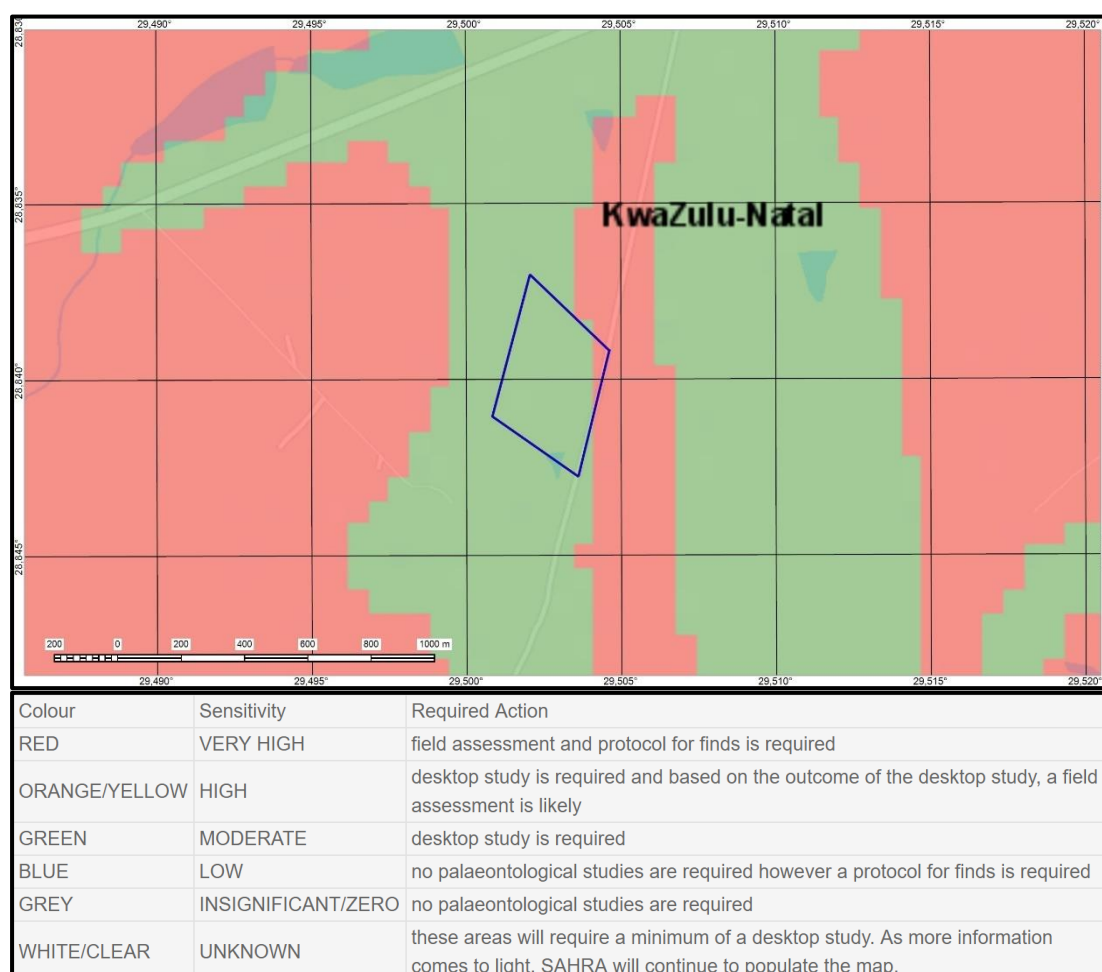 29,490° 29,495° 29,500° 29,505° 29,510° 29,515° 29,520°
28,830
28,835°
KwaZulu-Natal
28,840°
28,845°
200 0 200 400 600 800 1000 m
29,490° 29,495° 29,500° 29,505° 29,510° 29,515° 29,520°
Colour Sensitivity Required Action
RED VERY HIGH field assessment and protocol for finds is required
ORANGE/YELLOW HIGH desktop study is required and based on the outcome of the desktop study, a field
assessment is likely
GREEN MODERATE desktop study is required
BLUE LOW no palaeontological studies are required however a protocol for finds is required
GREY INSIGNIFICANT/ZERO no palaeontological studies are required
WHITE/CLEAR UNKNOWN these areas will require a minimum of a desktop study. As more information
comes to light, SAHRA will continue to populate the map.